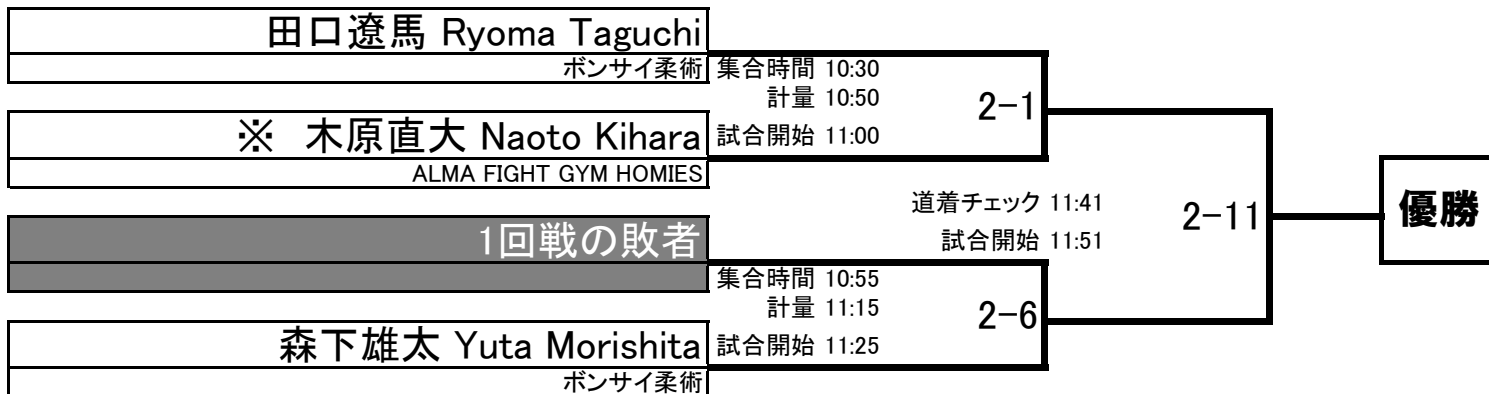 田口遼馬 Ryoma Taguchi
ボンサイ柔術
集合時間 10:30
計量 10:50
2-1
※ 木原直大 Naoto Kihara
試合開始 11:00
ALMA FIGHT GYM HOMIES
道着チェック 11:41
2-11
優勝
1回戦の敗者
試合開始 11:51
集合時間 10:55
計量 11:15
2-6
森下雄太 Yuta Morishita
試合開始 11:25
ボンサイ柔術